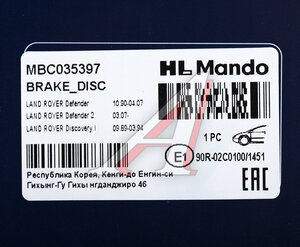 MBC035397
BRAKE_DISC
HL Mando
LAND ROVER Defender 10.90-04.07
LAND ROVER Defender 2 03.07-
LAND ROVER Discovery I 09.89-03.94
1 PC
E1 90R-02C0100/1451
Республика Корея, Кенги-до Енгин-си
Гихынг-Гу Гихы нгданджиро 46
EAC